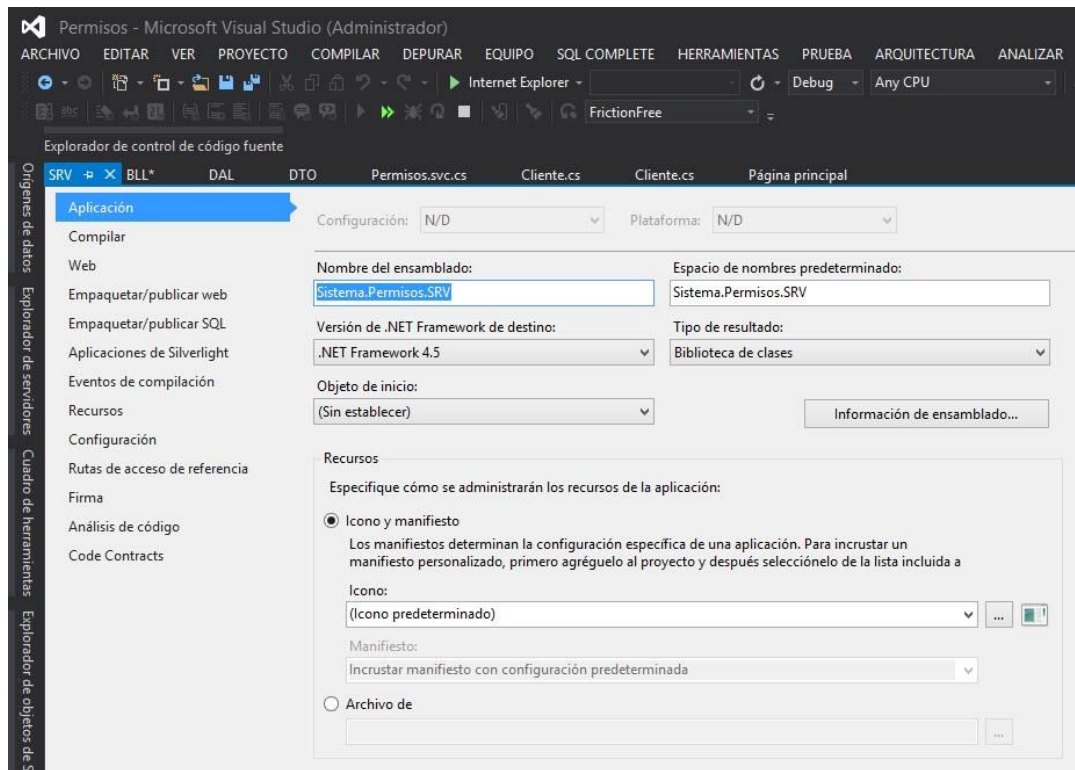 Permisos - Microsoft Visual Studio (Administrador)
ARCHIVO EDITAR VER PROYECTO COMPILAR DEPURAR EQUIPO SQL COMPLETE HERRAMIENTAS PRUEBA ARQUITECTURA ANALIZAR
Internet Explorer Debug Any CPU
abc FrictionFree
Explorador de control de código fuente
SRV BLL* DAL DTO Permisos.svc.cs Cliente.cs Cliente.cs Página principal
Orígenes de datos
Explorador de servidores
Cuadro de herramientas
Explorador de objetos de S
Aplicación
Compilar
Web
Empaquetar/publicar web
Empaquetar/publicar SQL
Aplicaciones de Silverlight
Eventos de compilación
Recursos
Configuración
Rutas de acceso de referencia
Firma
Análisis de código
Code Contracts
Configuración: N/D Plataforma: N/D
Nombre del ensamblado: Espacio de nombres predeterminado:
Sistema.Permisos.SRV Sistema.Permisos.SRV
Versión de .NET Framework de destino: Tipo de resultado:
.NET Framework 4.5 Biblioteca de clases
Objeto de inicio:
(Sin establecer) Información de ensamblado...
Recursos
Especifique cómo se administrarán los recursos de la aplicación:
Icono y manifiesto
Los manifiestos determinan la configuración específica de una aplicación. Para incrustar un
manifiesto personalizado, primero agréguelo al proyecto y después selecciónelo de la lista incluida a
Icono:
(Icono predeterminado) ...
Manifiesto:
Incrustar manifiesto con configuración predeterminada
Archivo de
...